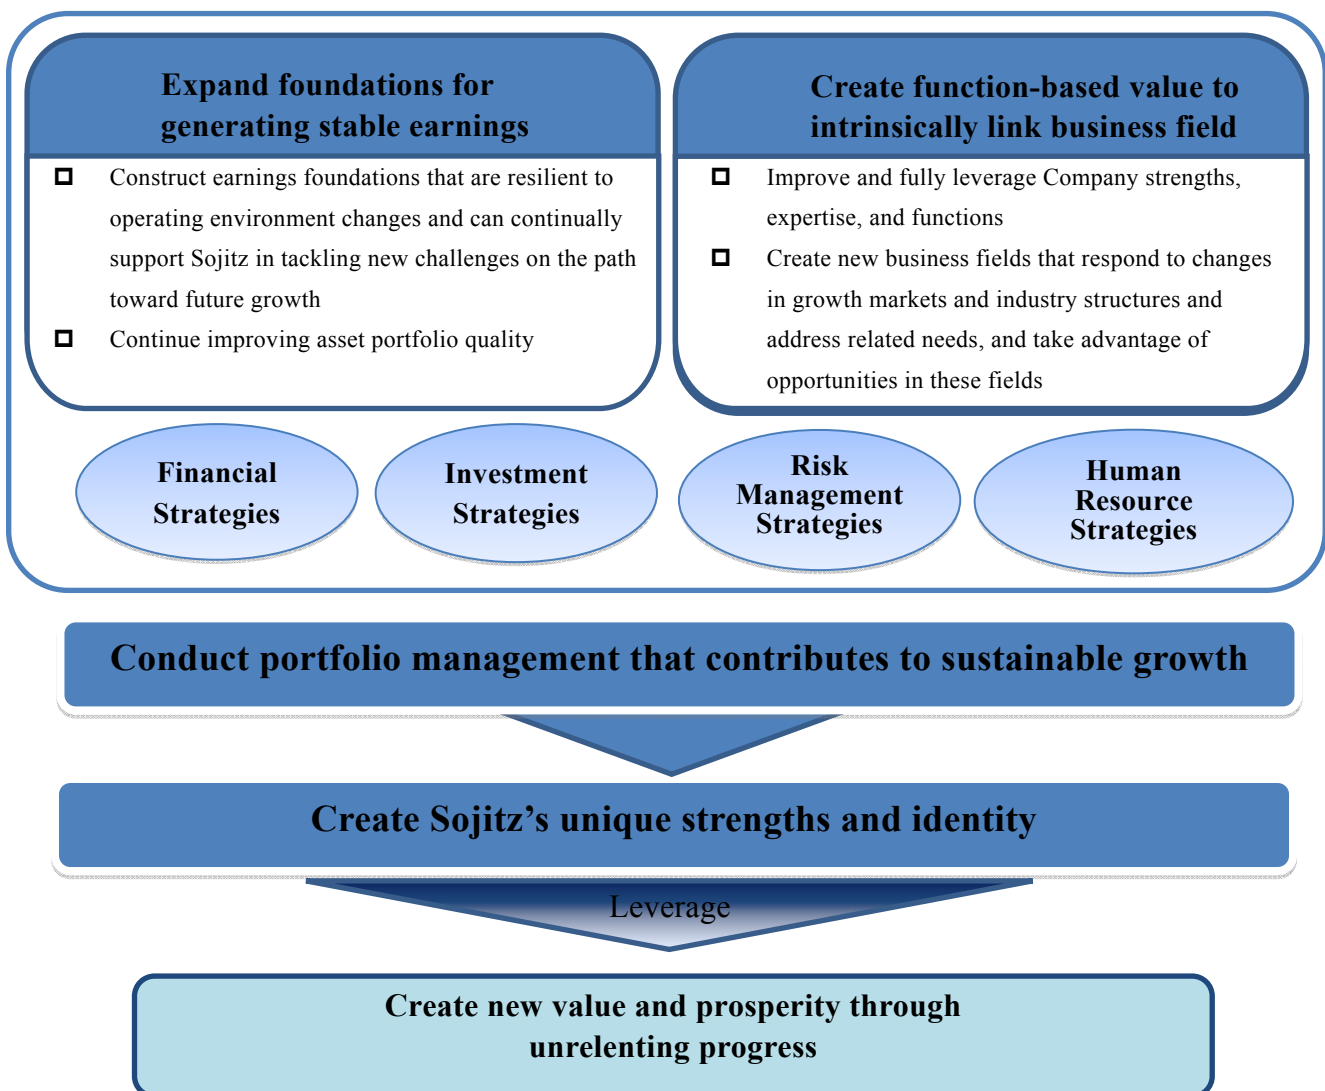 Expand foundations for
generating stable earnings
Construct earnings foundations that are resilient to
operating environment changes and can continually
support Sojitz in tackling new challenges on the path
toward future growth
Continue improving asset portfolio quality
Create function-based value to
intrinsically link business field
Improve and fully leverage Company strengths,
expertise, and functions
Create new business fields that respond to changes
in growth markets and industry structures and
address related needs, and take advantage of
opportunities in these fields
Financial
Strategies
Investment
Strategies
Risk
Management
Strategies
Human
Resource
Strategies
Conduct portfolio management that contributes to sustainable growth
Create Sojitz’s unique strengths and identity
Leverage
Create new value and prosperity through
unrelenting progress